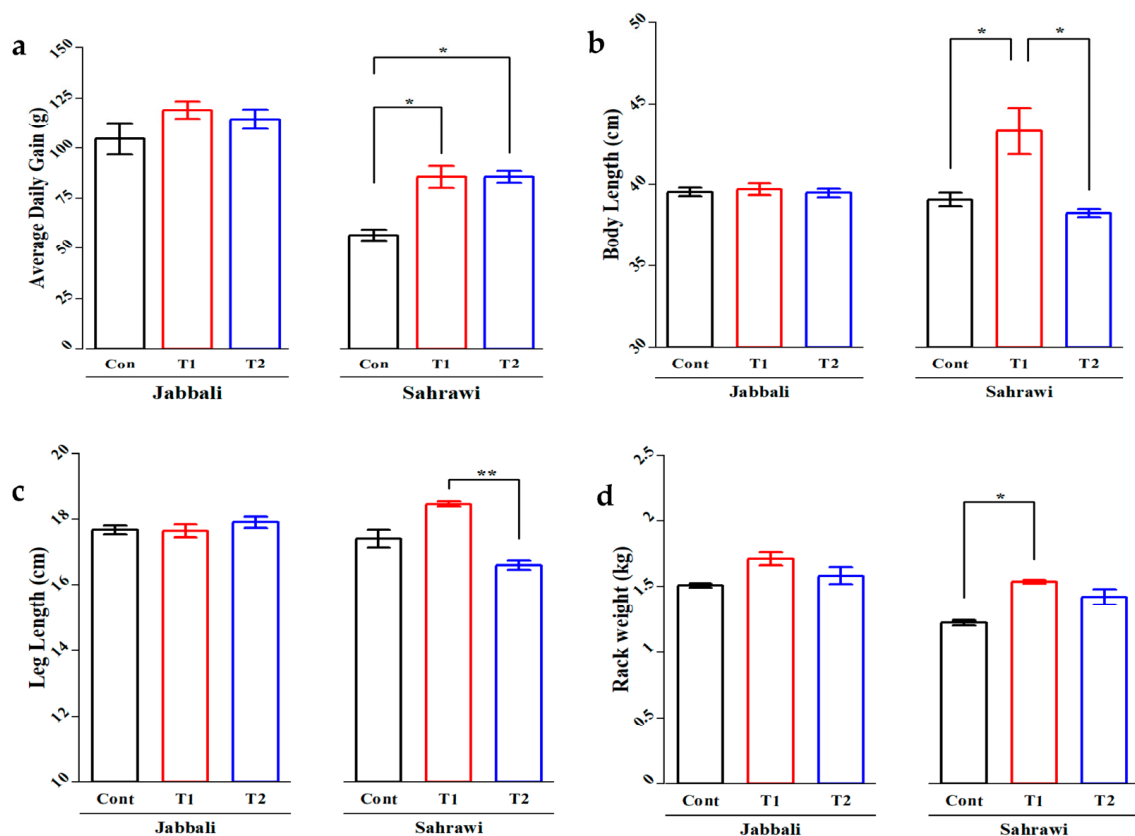 a
Average Daily Gain (g)
150
125
100
75
50
25
0
*
*
Con T1 T2 Con T1 T2
Jabbali Sahrawi
b
Body Length (cm)
50
45
40
35
30
* *
Cont T1 T2 Cont T1 T2
Jabbali Sahrawi
c
Leg Length (cm)
20
18
16
14
12
10
**
Cont T1 T2 Cont T1 T2
Jabbali Sahrawi
d
Rack weight (kg)
2.5
2
1.5
1
0.5
0
*
Cont T1 T2 Cont T1 T2
Jabbali Sahrawi